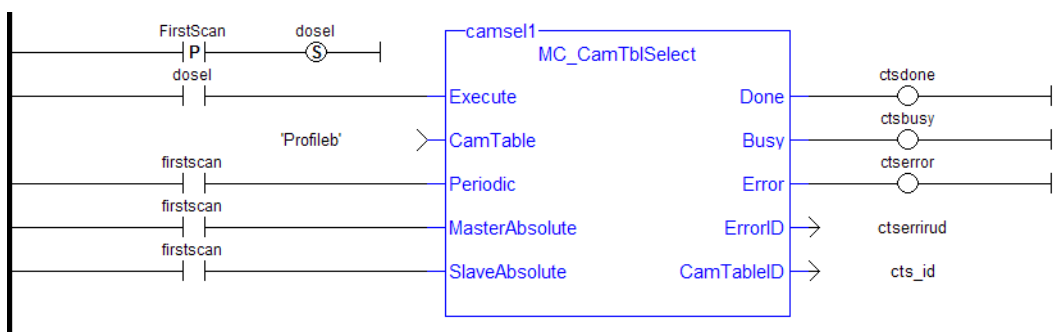 FirstScan dosel
P S
camsel1
MC_CamTblSelect
dosel
Execute Done ctsdone
'Profileb' CamTable Busy ctsbusy
firstscan Periodic Error ctserror
firstscan MasterAbsolute ErrorID ctserrirud
firstscan SlaveAbsolute CamTableID cts_id